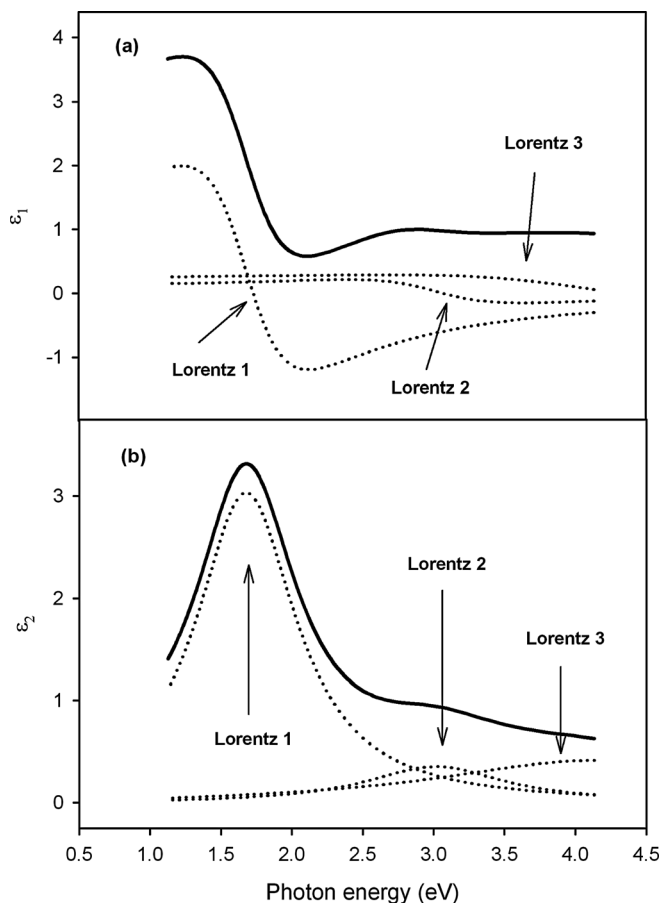 (a)
4
3
2
1
0
-1
ε1
Lorentz 3
Lorentz 1
Lorentz 2
(b)
3
2
1
0
ε2
Lorentz 2
Lorentz 3
Lorentz 1
0.5 1.0 1.5 2.0 2.5 3.0 3.5 4.0 4.5
Photon energy (eV)